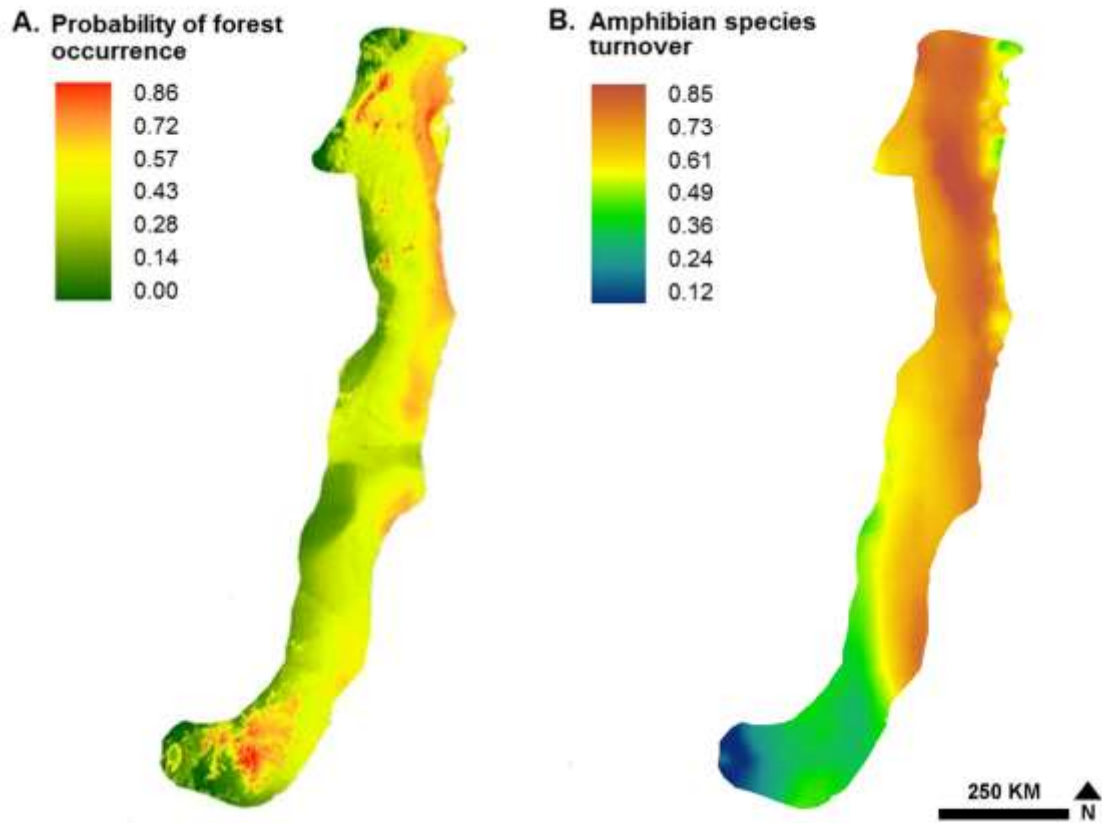 A. Probability of forest
occurrence
0.86
0.72
0.57
0.43
0.28
0.14
0.00
B. Amphibian species
turnover
0.85
0.73
0.61
0.49
0.36
0.24
0.12
250 KM
N